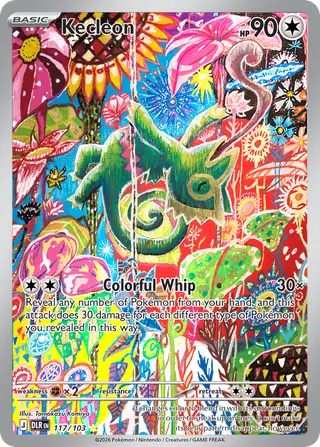 BASIC
Kecleon
HP 90
Colorful Whip 30×
Reveal any number of Pokémon from your hand, and this
attack does 30 damage for each different type of Pokémon
you revealed in this way.
weakness ×2 resistance retreat
Illus. Tomokazu Komiya
J DLR EN 117/103
©2026 Pokémon / Nintendo / Creatures / GAME FREAK